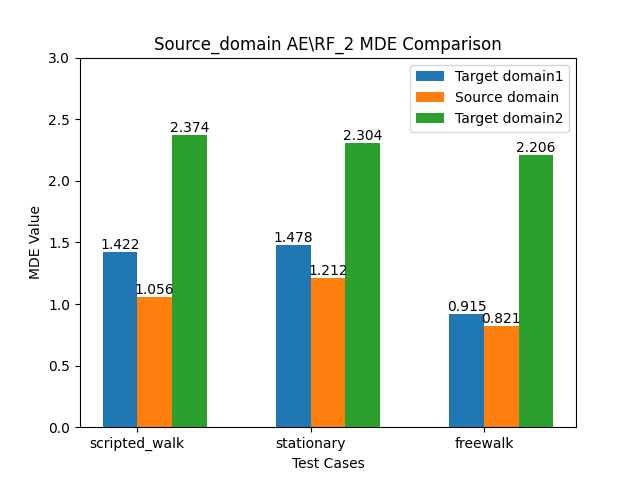 Source_domain AE\RF_2 MDE Comparison
Target domain1
Source domain
Target domain2
MDE Value
3.0
2.5
2.0
1.5
1.0
0.5
0.0
1.422
1.056
2.374
1.478
1.212
2.304
0.915
0.821
2.206
scripted_walk
stationary
freewalk
Test Cases